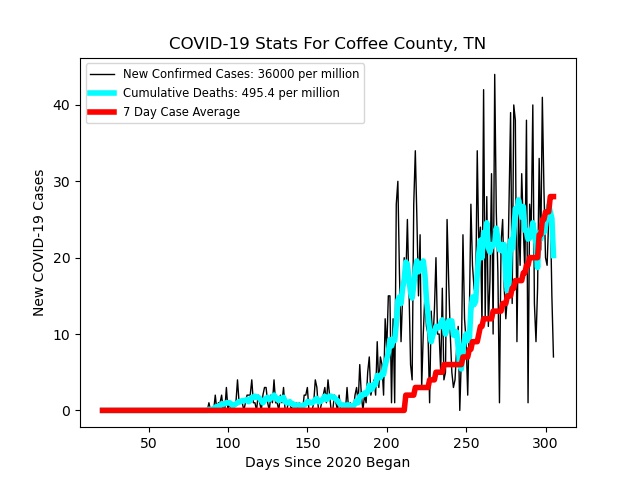 COVID-19 Stats For Coffee County, TN
New Confirmed Cases: 36000 per million
Cumulative Deaths: 495.4 per million
7 Day Case Average
New COVID-19 Cases
40
30
20
10
0
50 100 150 200 250 300
Days Since 2020 Began